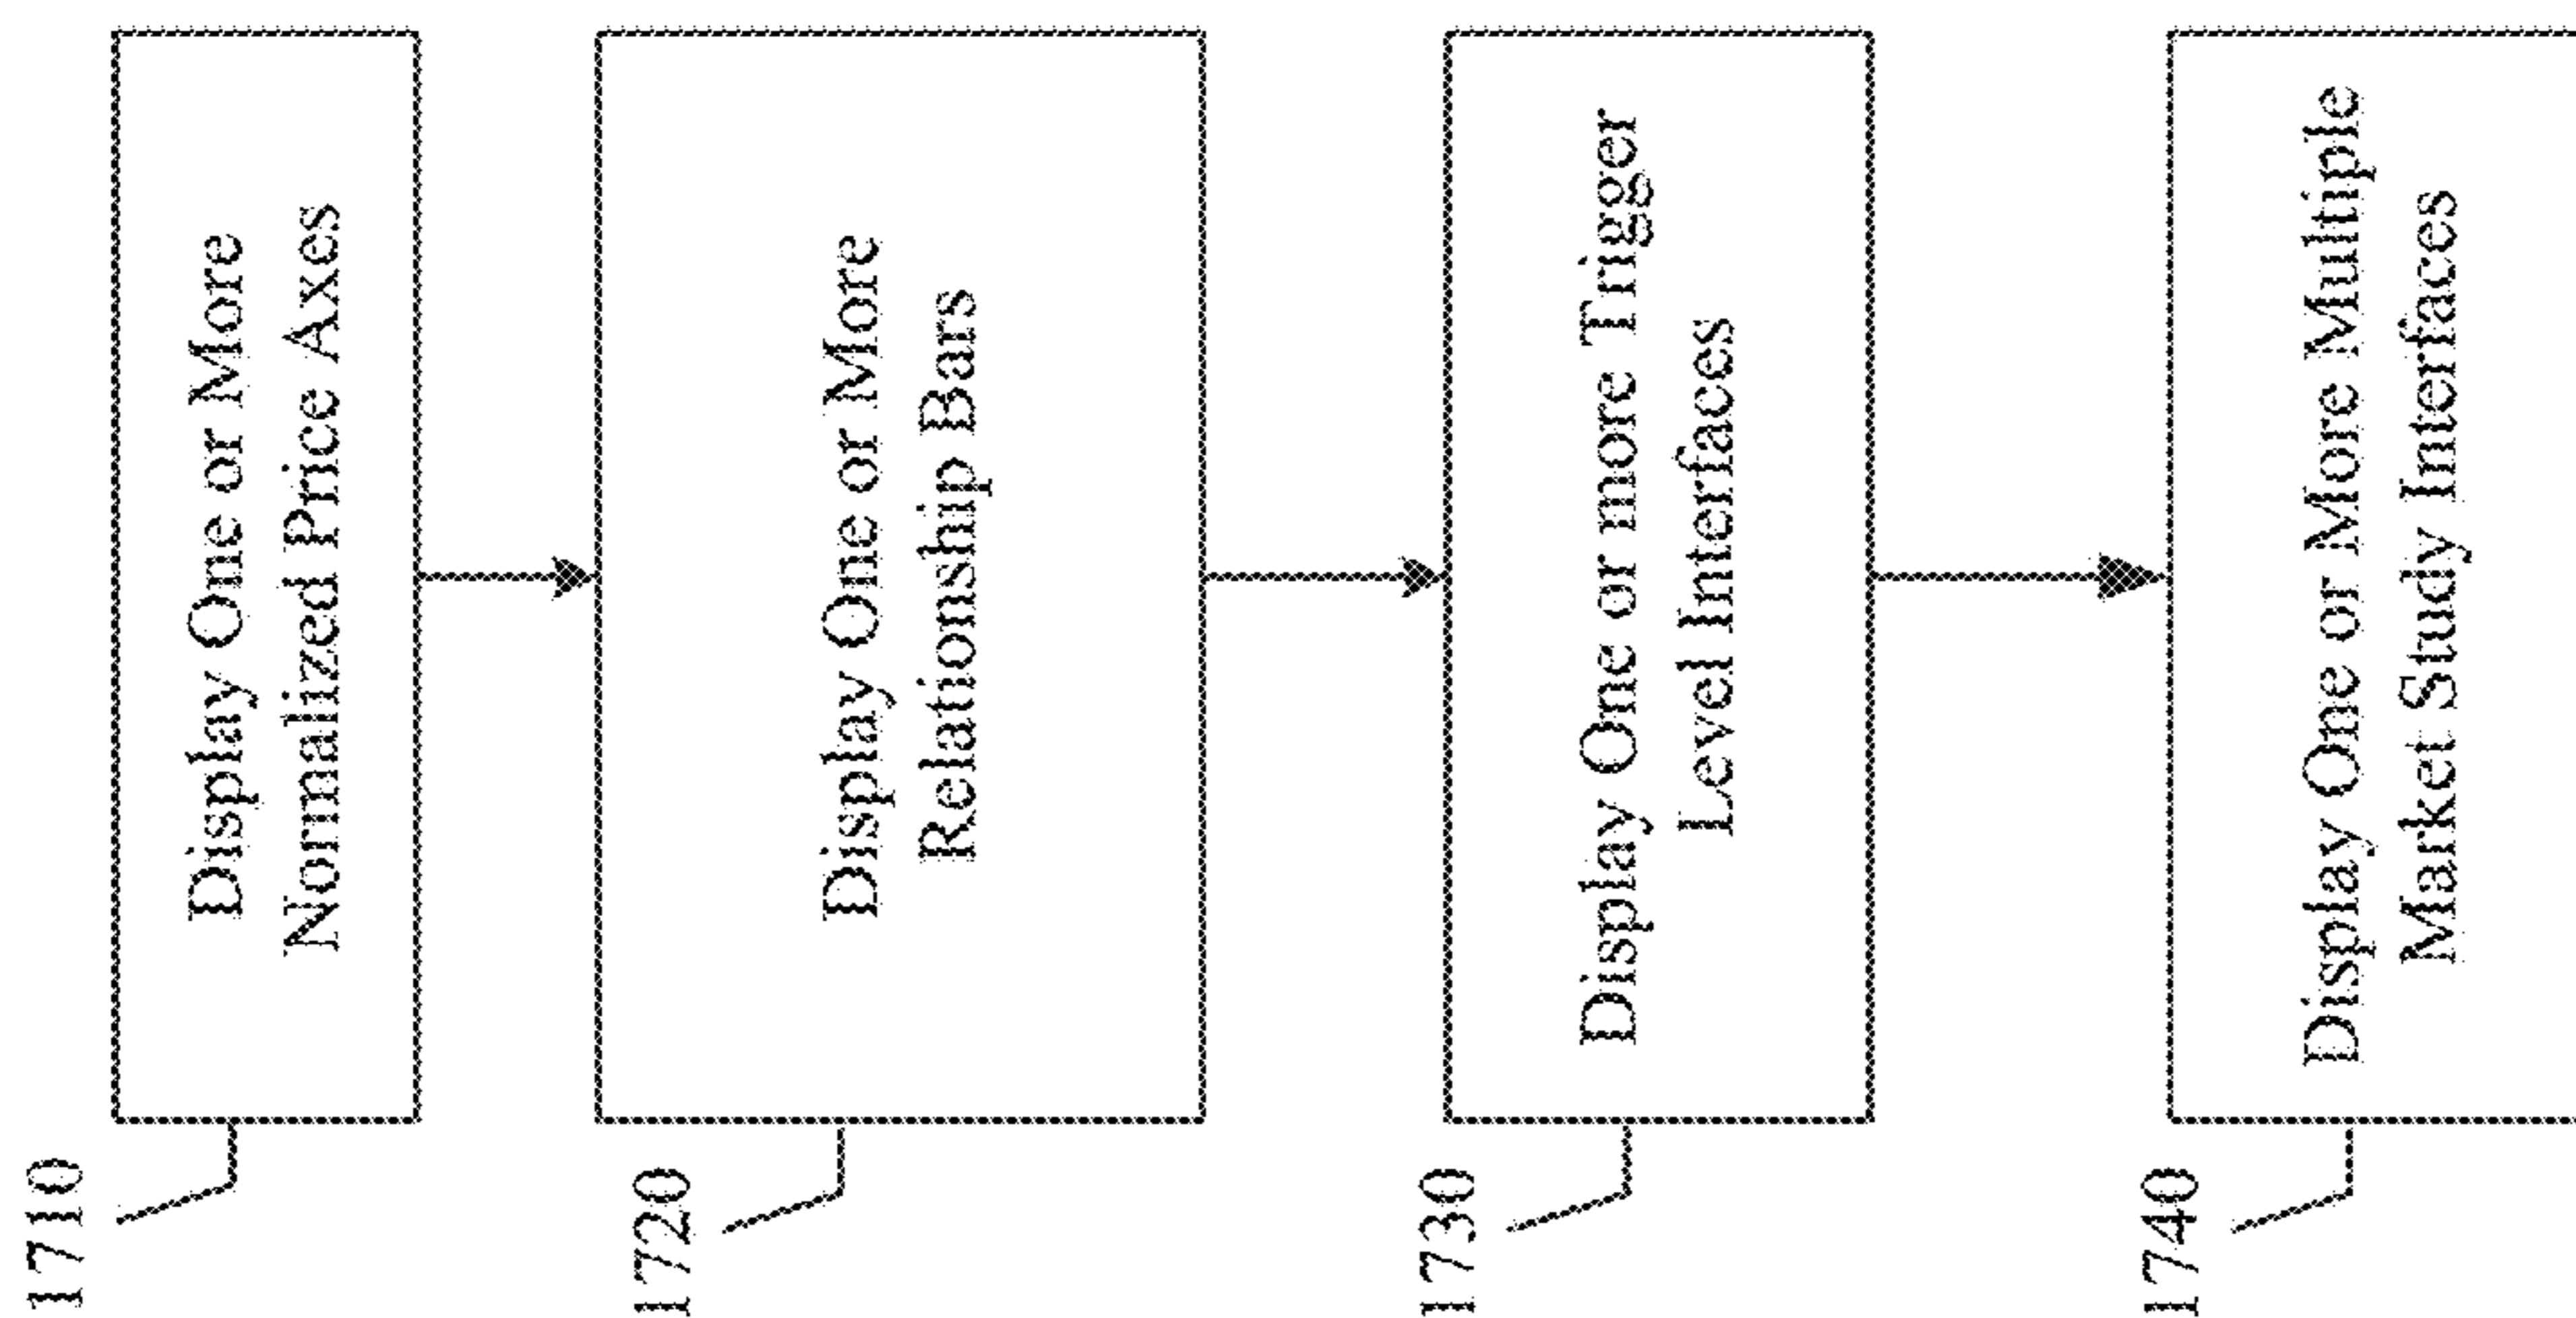 1710
Display One or More
Normalized Price Axes
1720
Display One or More
Relationship Bars
1730
Display One or more Trigger
Level Interfaces
1740
Display One or More Multiple
Market Study Interfaces